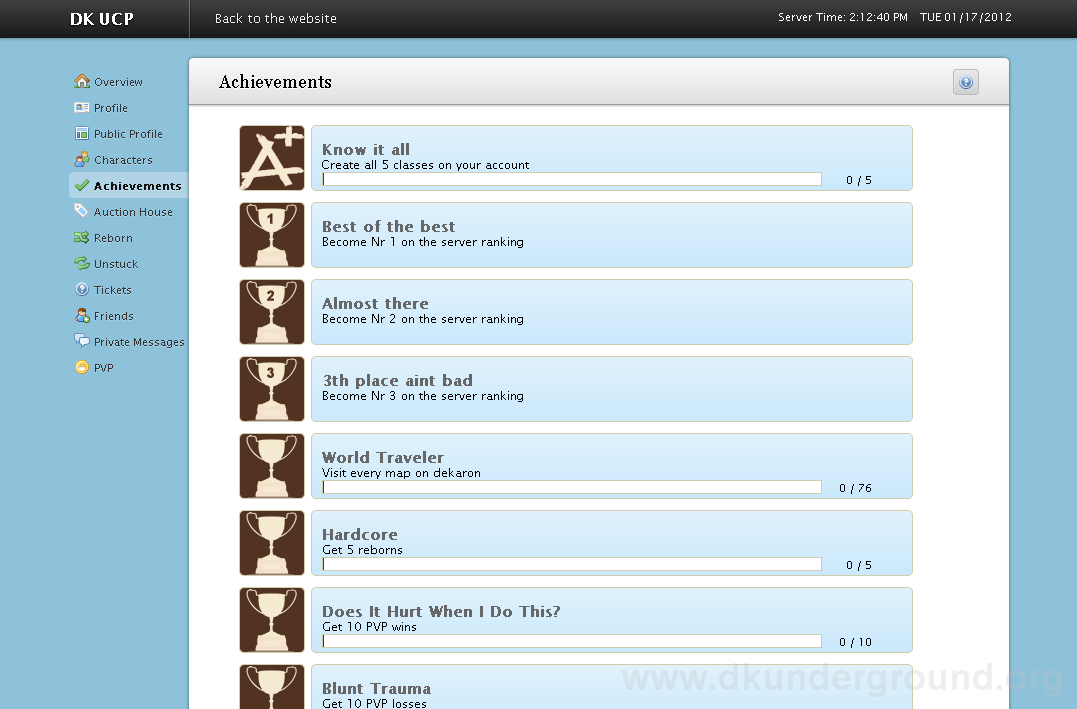 DK UCP
Back to the website
Server Time: 2:12:40 PM TUE 01/17/2012
Overview
Profile
Public Profile
Characters
Achievements
Auction House
Reborn
Unstuck
Tickets
Friends
Private Messages
PVP
Achievements
?
A+
Know it all
Create all 5 classes on your account
0 / 5
1
Best of the best
Become Nr 1 on the server ranking
2
Almost there
Become Nr 2 on the server ranking
3
3th place aint bad
Become Nr 3 on the server ranking
World Traveler
Visit every map on dekaron
0 / 76
Hardcore
Get 5 reborns
0 / 5
Does It Hurt When I Do This?
Get 10 PVP wins
0 / 10
Blunt Trauma
Get 10 PVP losses
www.dkunderground.org